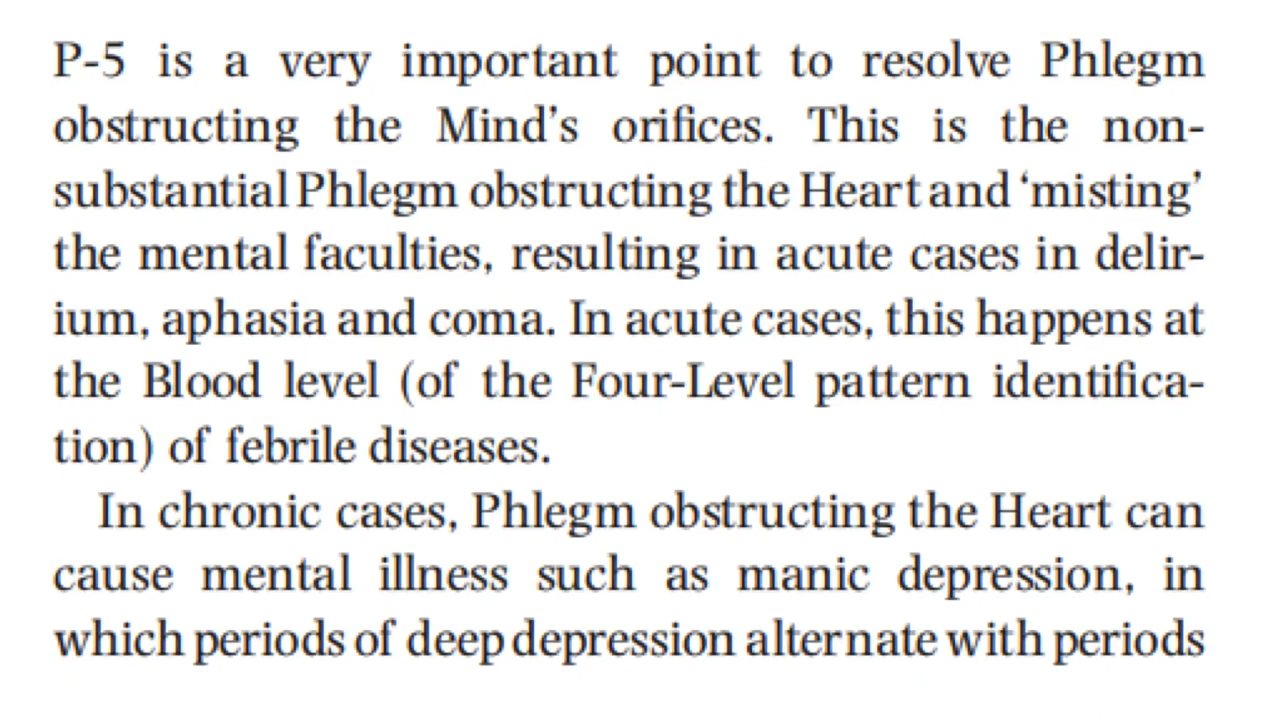 P-5 is a very important point to resolve Phlegm
obstructing the Mind’s orifices. This is the non-
substantial Phlegm obstructing the Heart and ‘misting’
the mental faculties, resulting in acute cases in delir-
ium, aphasia and coma. In acute cases, this happens at
the Blood level (of the Four-Level pattern identifica-
tion) of febrile diseases.
In chronic cases, Phlegm obstructing the Heart can
cause mental illness such as manic depression, in
which periods of deep depression alternate with periods